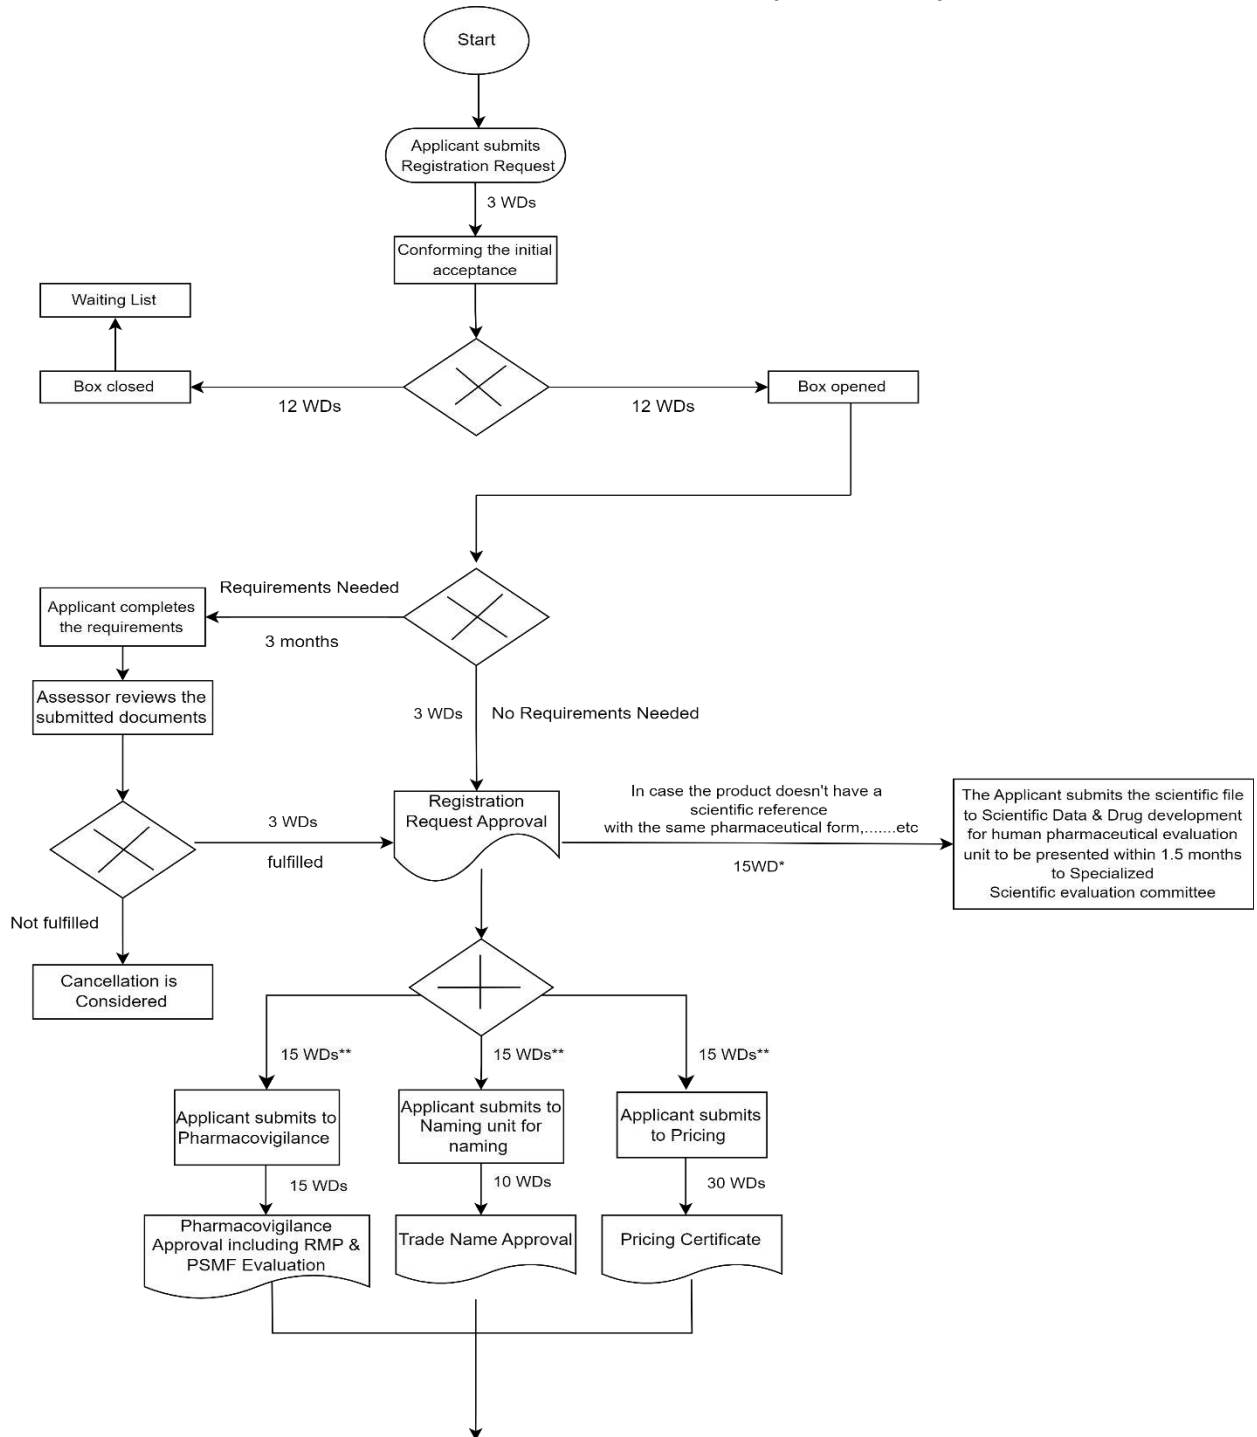 Start
Applicant submits
Registration Request
3 WDs
Conforming the initial
acceptance
Waiting List
Box closed
12 WDs
12 WDs
Box opened
Requirements Needed
Applicant completes
the requirements
3 months
Assessor reviews the
submitted documents
3 WDs
No Requirements Needed
Registration
Request Approval
3 WDs
fulfilled
In case the product doesn't have a
scientific reference
with the same pharmaceutical form,.......etc
15WD*
The Applicant submits the scientific file
to Scientific Data & Drug development
for human pharmaceutical evaluation
unit to be presented within 1.5 months
to Specialized
Scientific evaluation committee
Not fulfilled
Cancellation is
Considered
15 WDs**
15 WDs**
15 WDs**
Applicant submits to
Pharmacovigilance
Applicant submits to
Naming unit for
naming
Applicant submits
to Pricing
15 WDs
10 WDs
30 WDs
Pharmacovigilance
Approval including RMP &
PSMF Evaluation
Trade Name Approval
Pricing Certificate